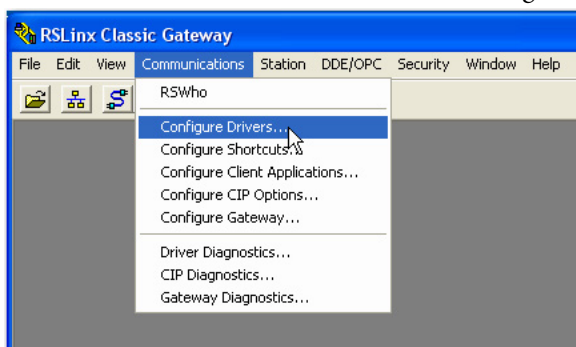 RSLinx Classic Gateway
File Edit View Communications Station DDE/OPC Security Window Help
RSWho
Configure Drivers...
Configure Shortcuts...
Configure Client Applications...
Configure CIP Options...
Configure Gateway...
Driver Diagnostics...
CIP Diagnostics...
Gateway Diagnostics...